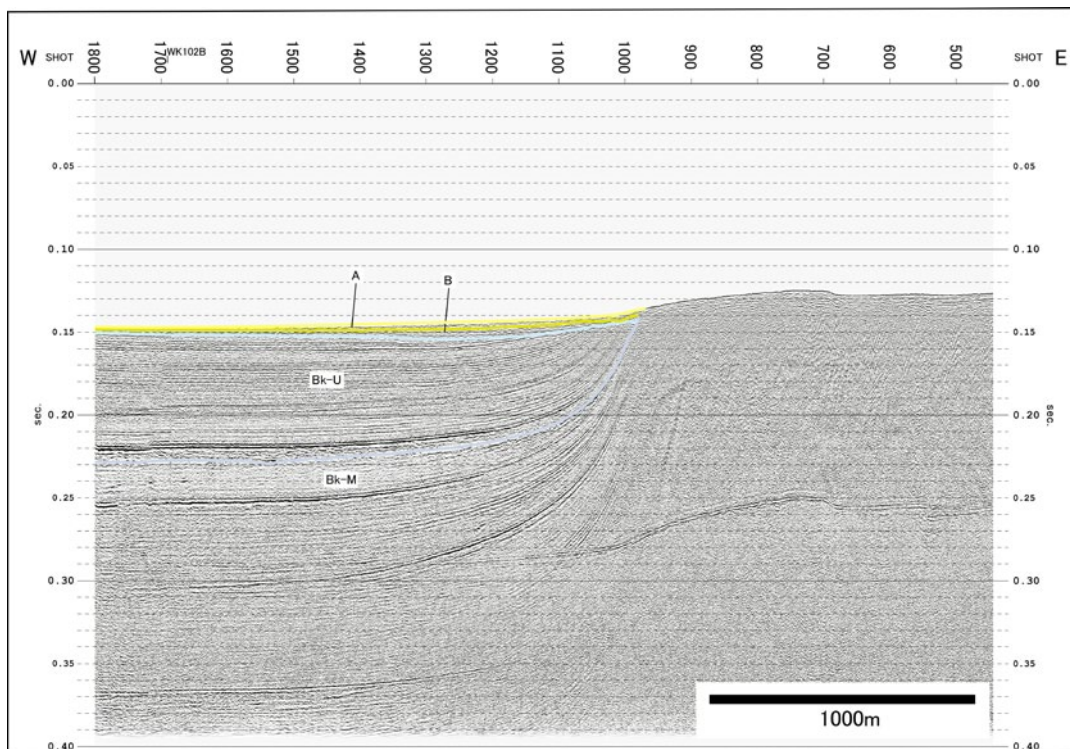 W SHOT 1800 1700 WK102B 1600 1500 1400 1300 1200 1100 1000 900 800 700 600 500 SHOT E
0.00 0.00
0.05 0.05
0.10 0.10
A B
0.15 0.15
Bk-U
0.20 0.20
sec. sec.
Bk-M
0.25 0.25
0.30 0.30
0.35 0.35
1000m
0.40 0.40